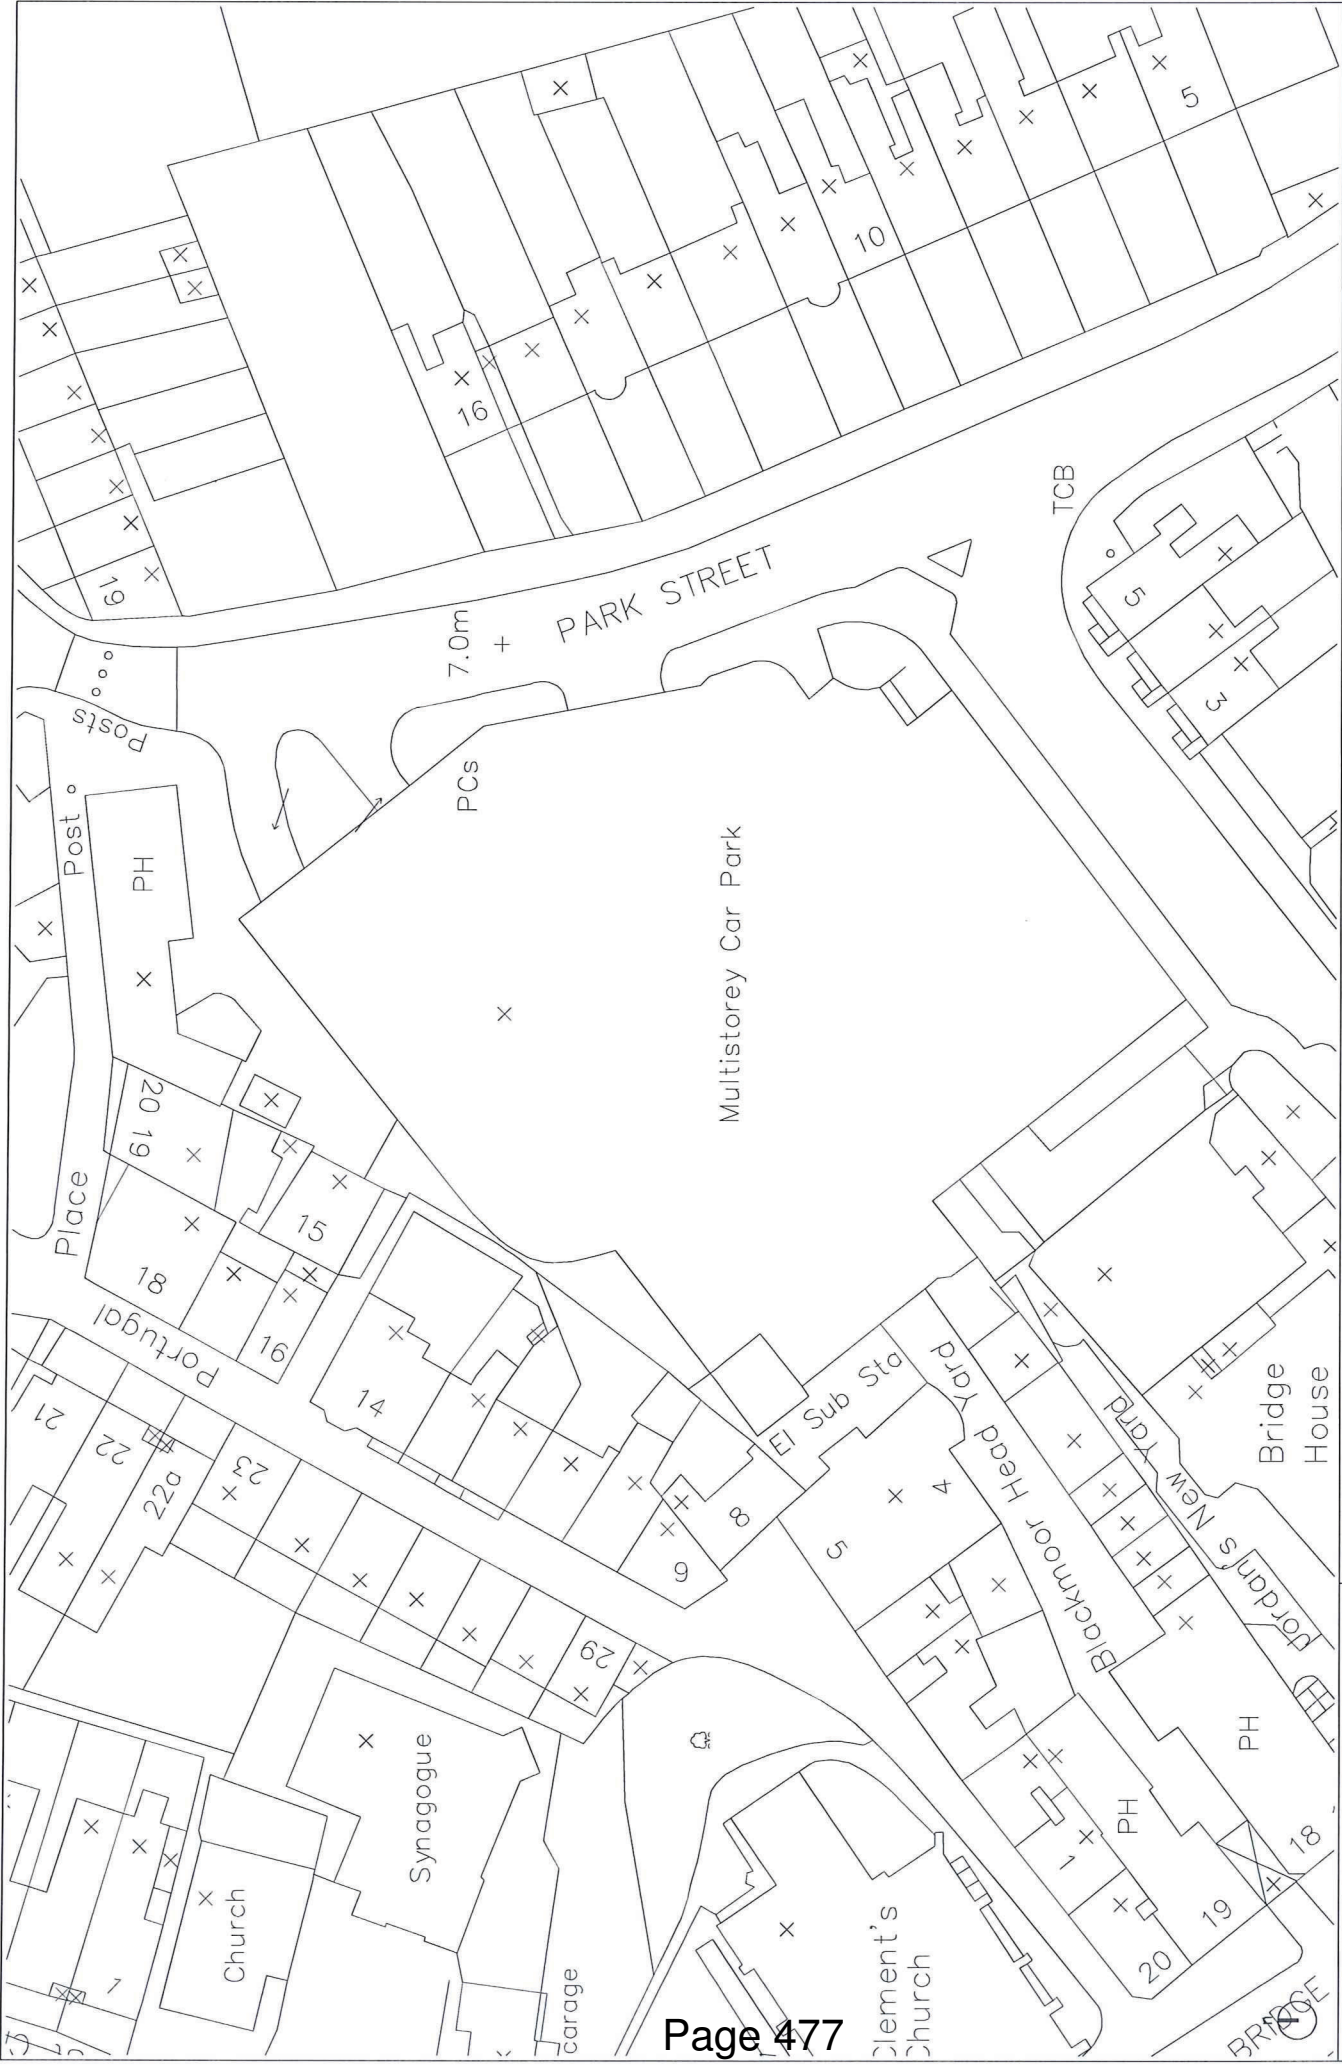 5
10
16
TCB
19
5
3
7.0m
PARK STREET
Posts
PCs
Post
PH
Multistorey Car Park
20 19
15
Place
18
16
Portugal
14
21
22
22a
23
El Sub Sta
Yard
Bridge
House
8
9
5
4
Blackmoor Head
Yard
Jordan's New
29
Synagogue
Church
PH
PH
1
1
18
19
20
carage
Clement's
Church
BRIDGE
Page 477